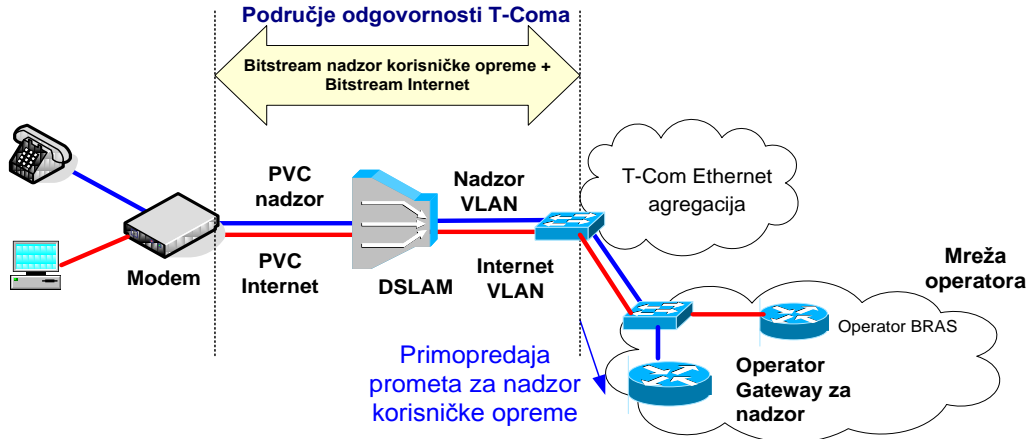 Područje odgovornosti T-Coma
Bitstream nadzor korisničke opreme +
Bitstream Internet
T-Com Ethernet
agregacija
PVC
nadzor
Nadzor
VLAN
Modem
PVC
Internet
DSLAM
Internet
VLAN
Mreža
operatora
Operator BRAS
Primopredaja
prometa za nadzor
korisničke opreme
Operator
Gateway za
nadzor